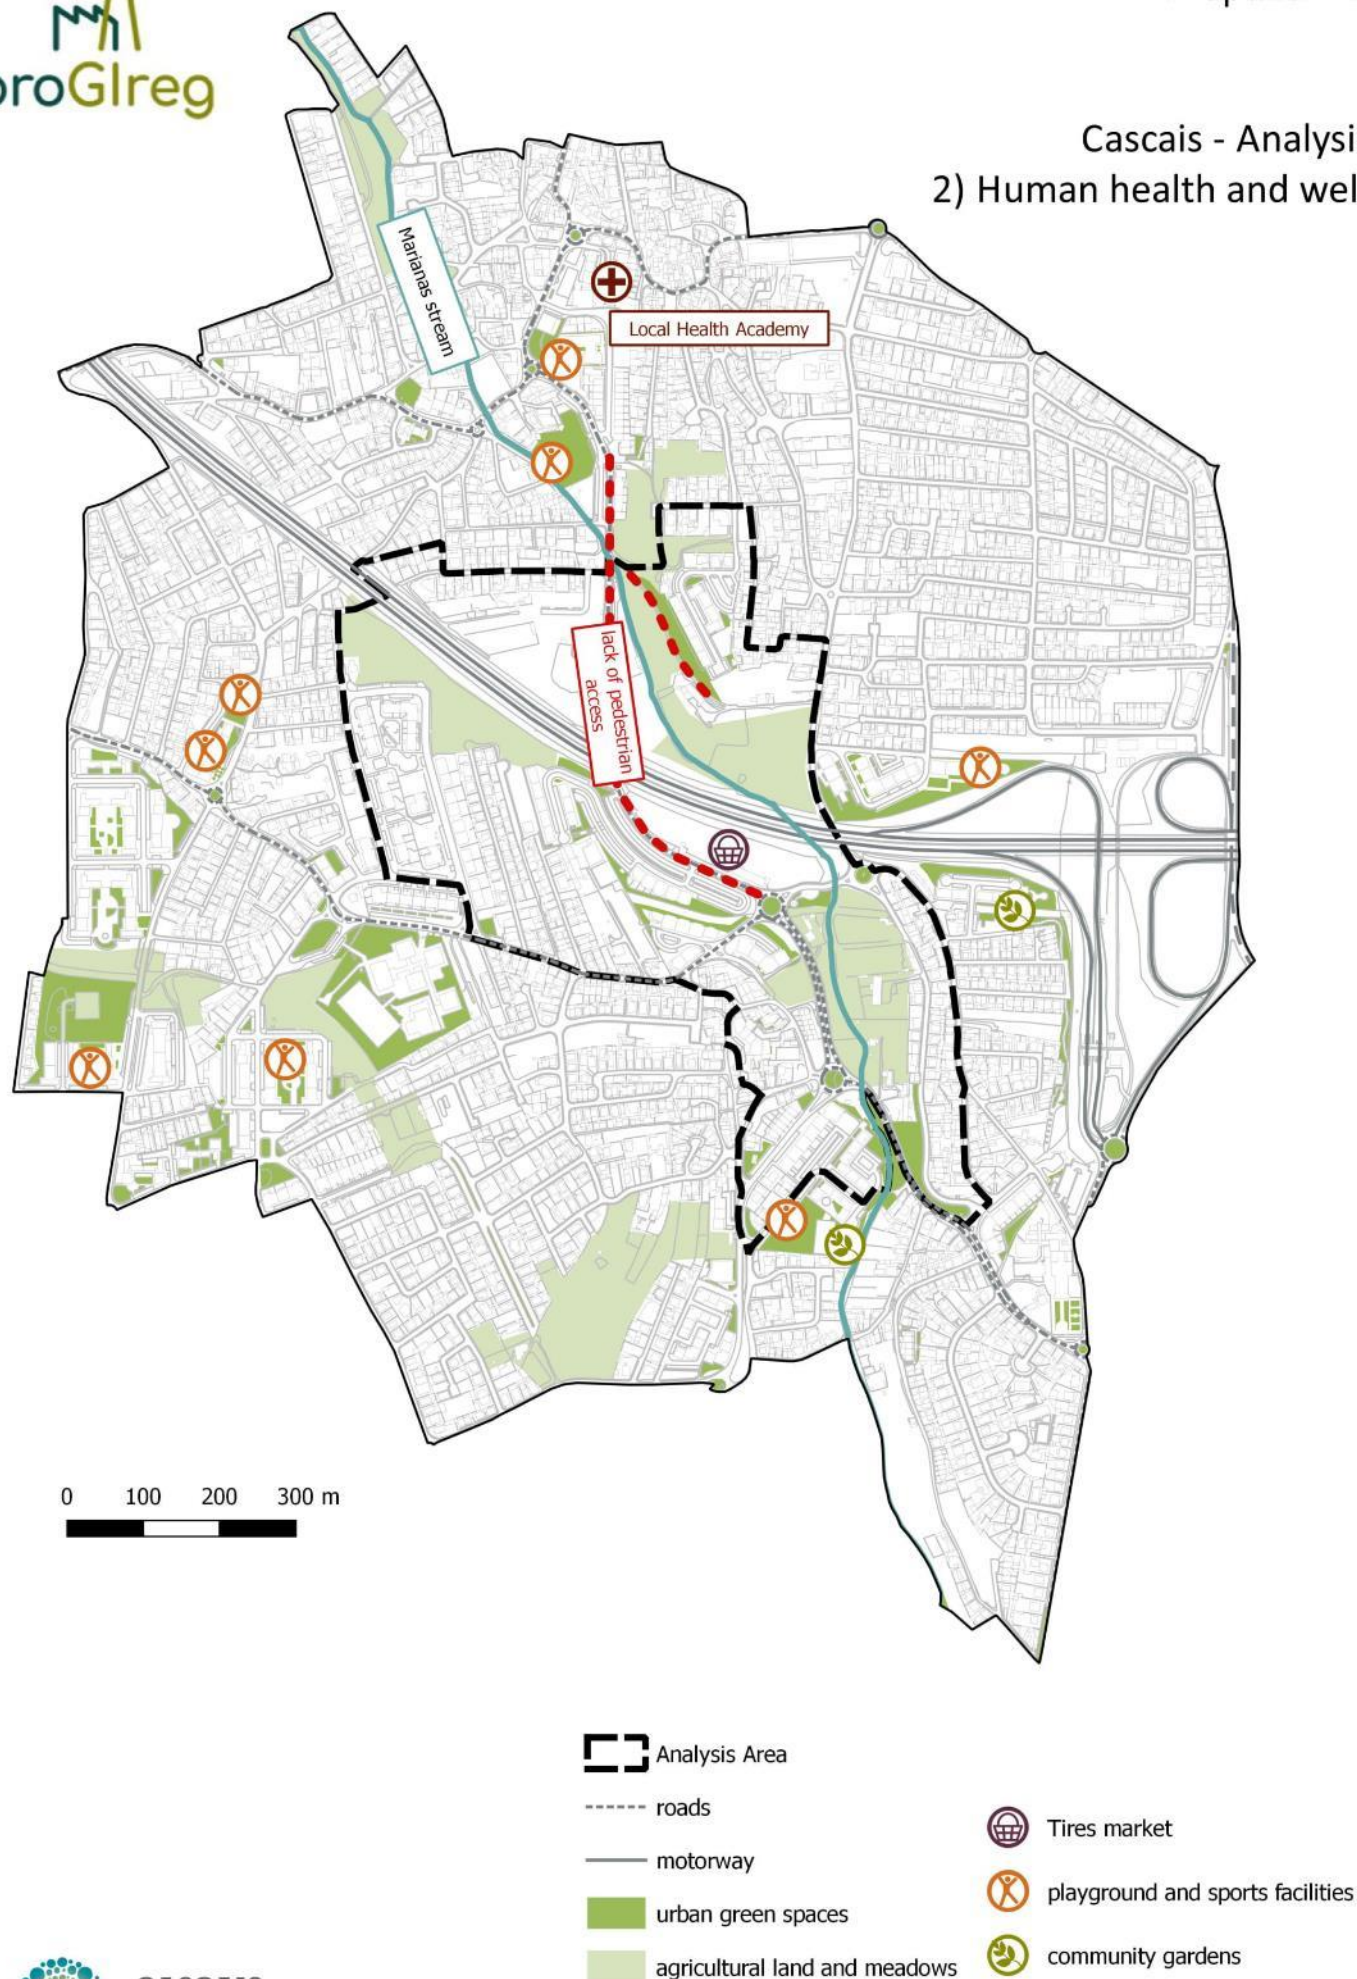 proGIreg
Cascais - Analysi
2) Human health and wel
Marianas stream
Local Health Academy
lack of pedestrian
access
0 100 200 300 m
Analysis Area
roads
motorway
urban green spaces
agricultural land and meadows
Tires market
playground and sports facilities
community gardens